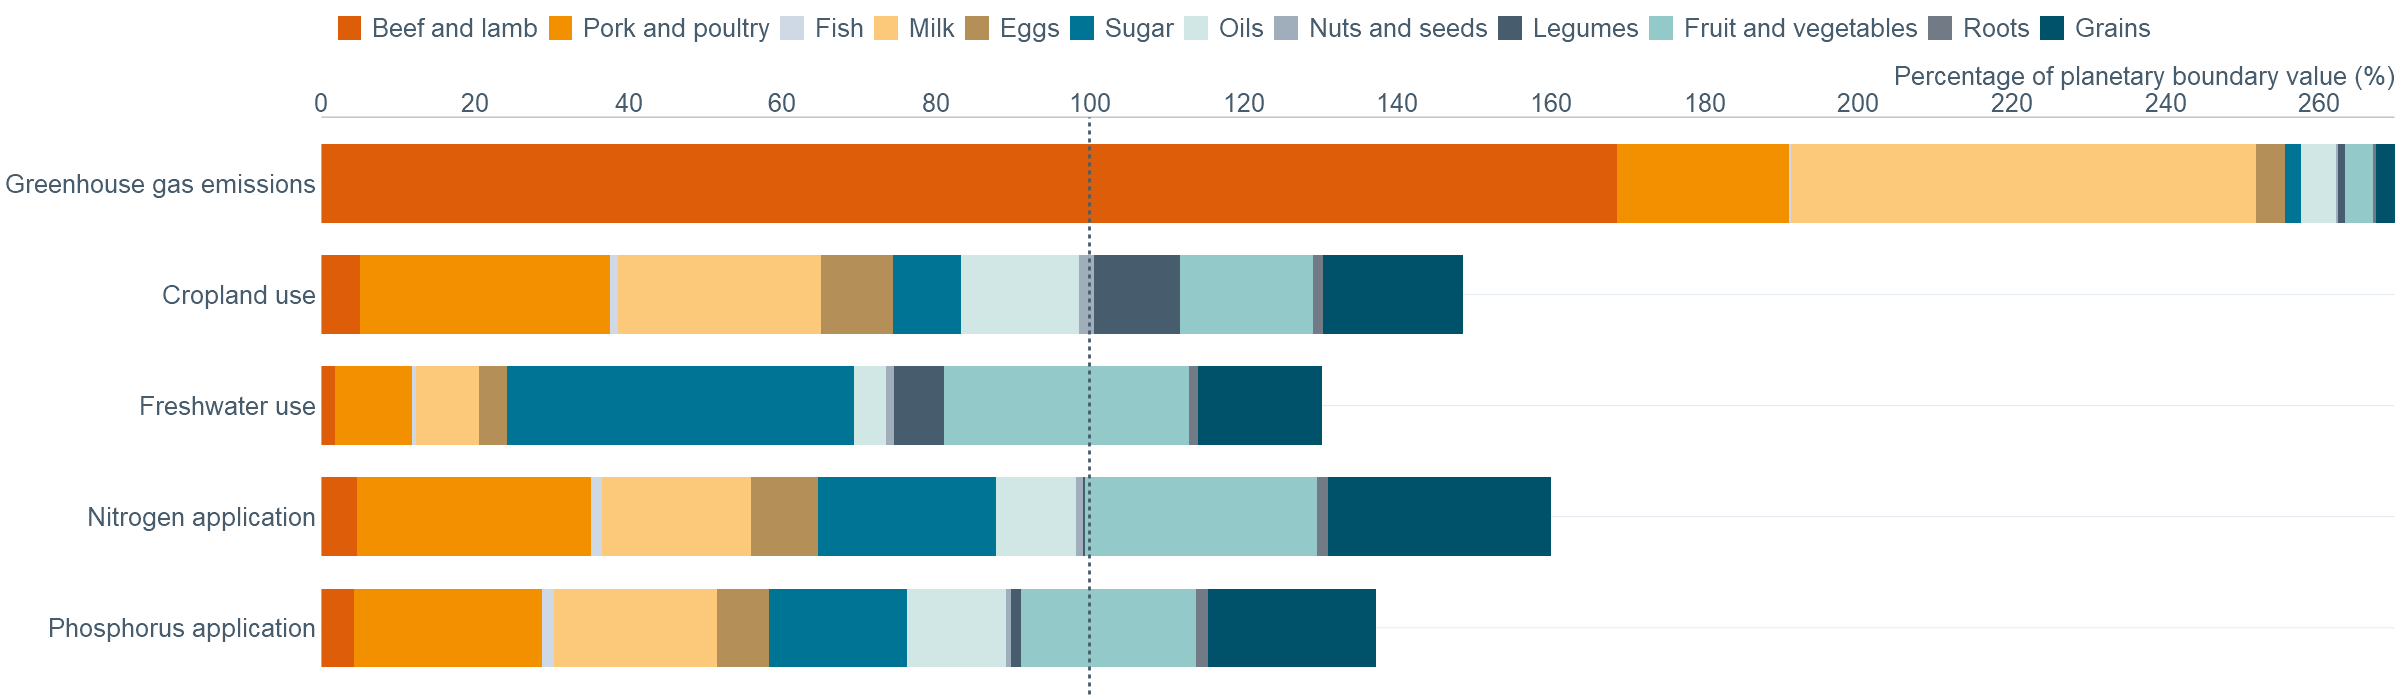 Beef and lamb Pork and poultry Fish Milk Eggs Sugar Oils Nuts and seeds Legumes Fruit and vegetables Roots Grains
Percentage of planetary boundary value (%)
0 20 40 60 80 100 120 140 160 180 200 220 240 260
Greenhouse gas emissions
Cropland use
Freshwater use
Nitrogen application
Phosphorus application